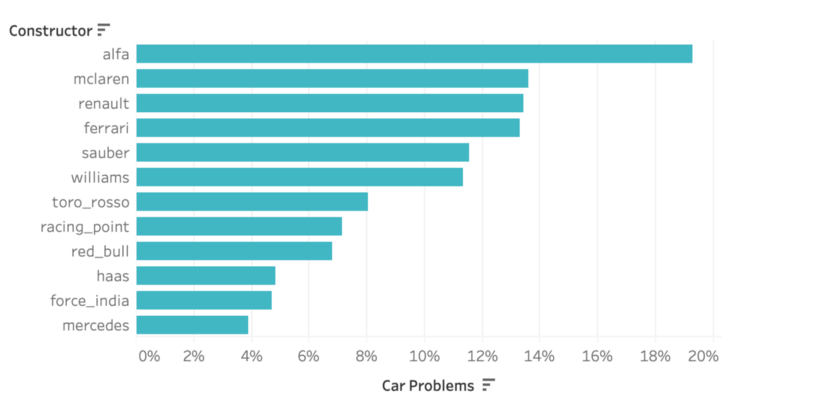 Constructor
alfa
mclaren
renault
ferrari
sauber
williams
toro_rosso
racing_point
red_bull
haas
force_india
mercedes
0% 2% 4% 6% 8% 10% 12% 14% 16% 18% 20%
Car Problems